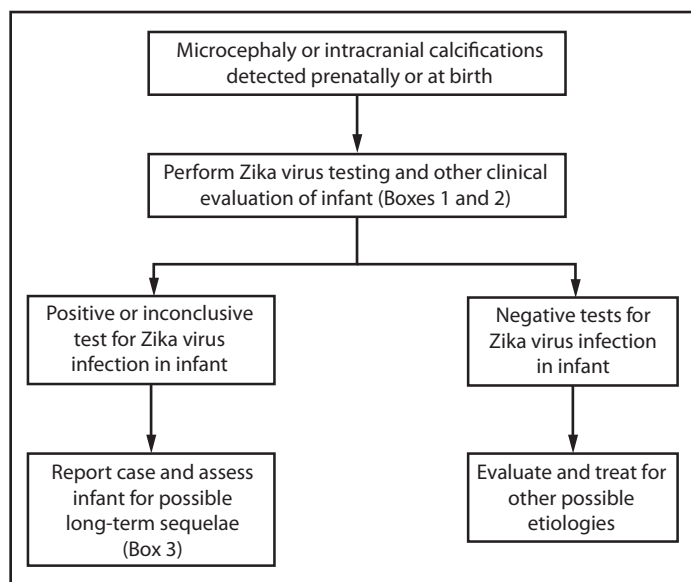 Microcephaly or intracranial calcifications
detected prenatally or at birth
Perform Zika virus testing and other clinical
evaluation of infant (Boxes 1 and 2)
Positive or inconclusive
test for Zika virus
infection in infant
Negative tests for
Zika virus infection
in infant
Report case and assess
infant for possible
long-term sequelae
(Box 3)
Evaluate and treat for
other possible
etiologies